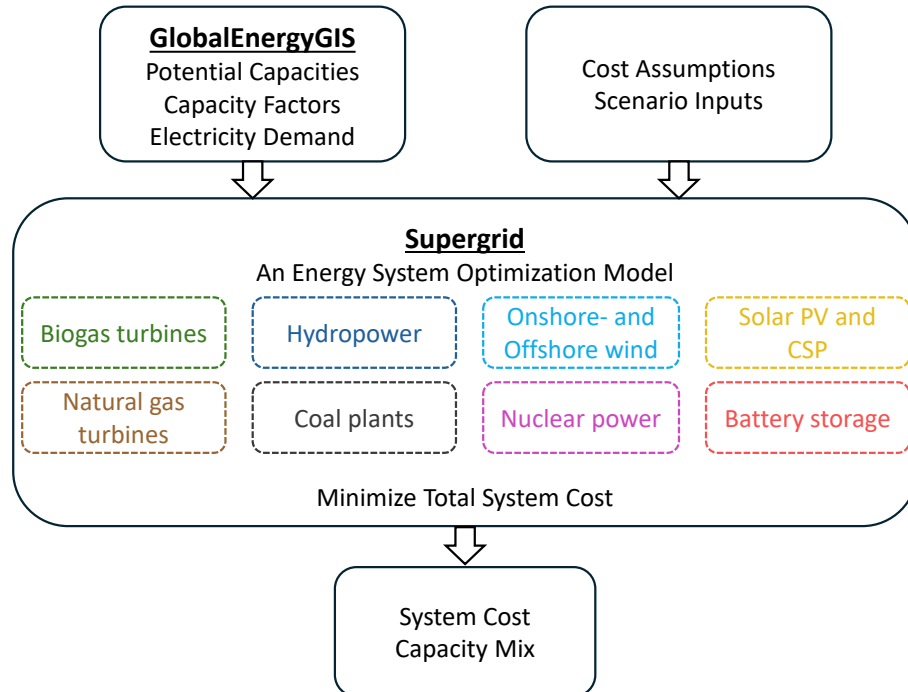 GlobalEnergyGIS
Potential Capacities
Capacity Factors
Electricity Demand
Cost Assumptions
Scenario Inputs
Supergrid
An Energy System Optimization Model
Biogas turbines
Hydropower
Onshore- and
Offshore wind
Solar PV and
CSP
Natural gas
turbines
Coal plants
Nuclear power
Battery storage
Minimize Total System Cost
System Cost
Capacity Mix